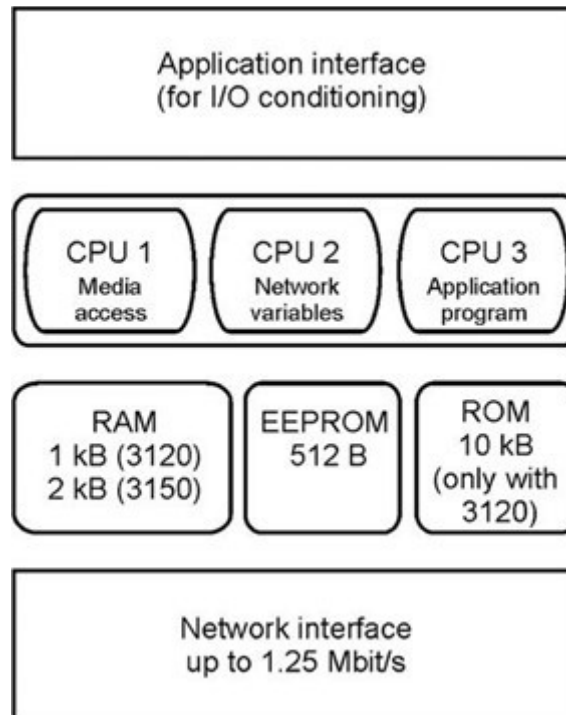 Application interface
(for I/O conditioning)
CPU 1
Media
access
CPU 2
Network
variables
CPU 3
Application
program
RAM
1 kB (3120)
2 kB (3150)
EEPROM
512 B
ROM
10 kB
(only with
3120)
Network interface
up to 1.25 Mbit/s